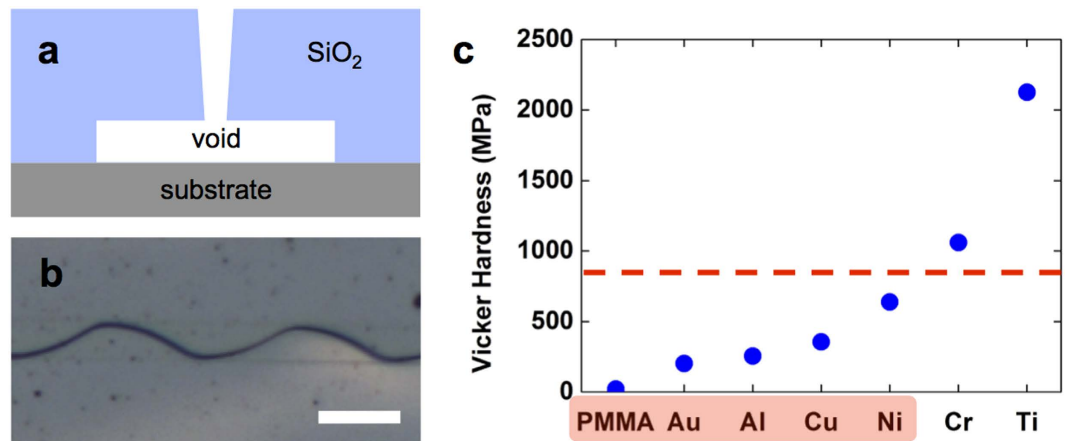 a
SiO₂
void
substrate
b
c
Vicker Hardness (MPa)
2500
2000
1500
1000
500
0
PMMA Au Al Cu Ni Cr Ti